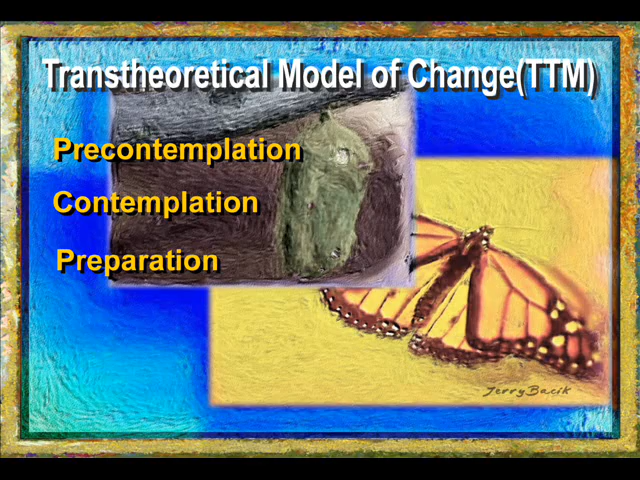 Transtheoretical Model of Change(TTM)
Precontemplation
Contemplation
Preparation
Jerry Bacik